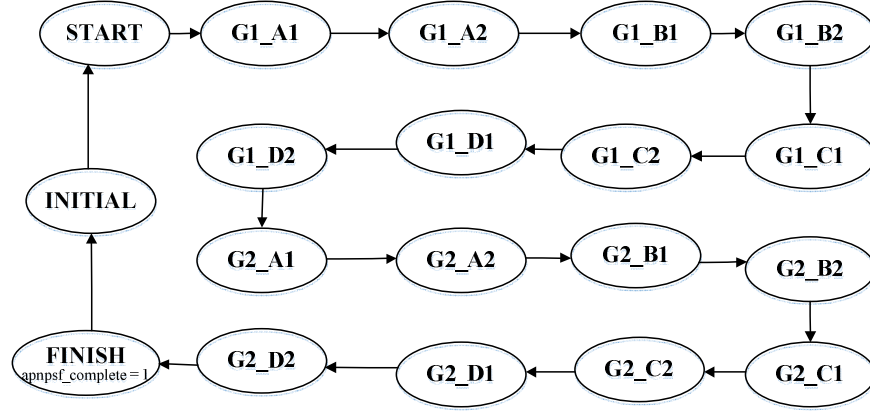 START
G1_A1
G1_A2
G1_B1
G1_B2
G1_D2
G1_D1
G1_C2
G1_C1
INITIAL
G2_A1
G2_A2
G2_B1
G2_B2
FINISH
apnpsf_complete = 1
G2_D2
G2_D1
G2_C2
G2_C1